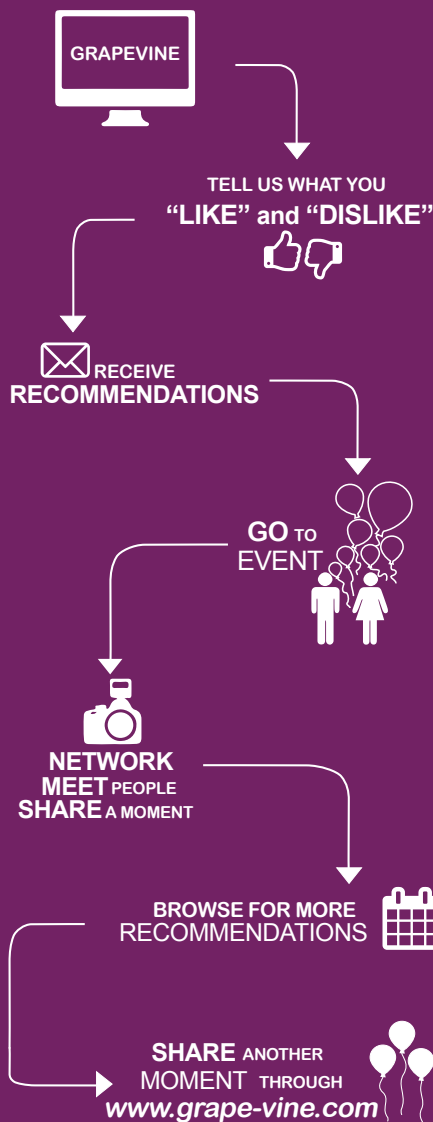 GRAPEVINE
TELL US WHAT YOU
“LIKE” and “DISLIKE”
RECEIVE
RECOMMENDATIONS
GO TO
EVENT
NETWORK
MEET PEOPLE
SHARE A MOMENT
BROWSE FOR MORE
RECOMMENDATIONS
SHARE ANOTHER
MOMENT THROUGH
www.grape-vine.com